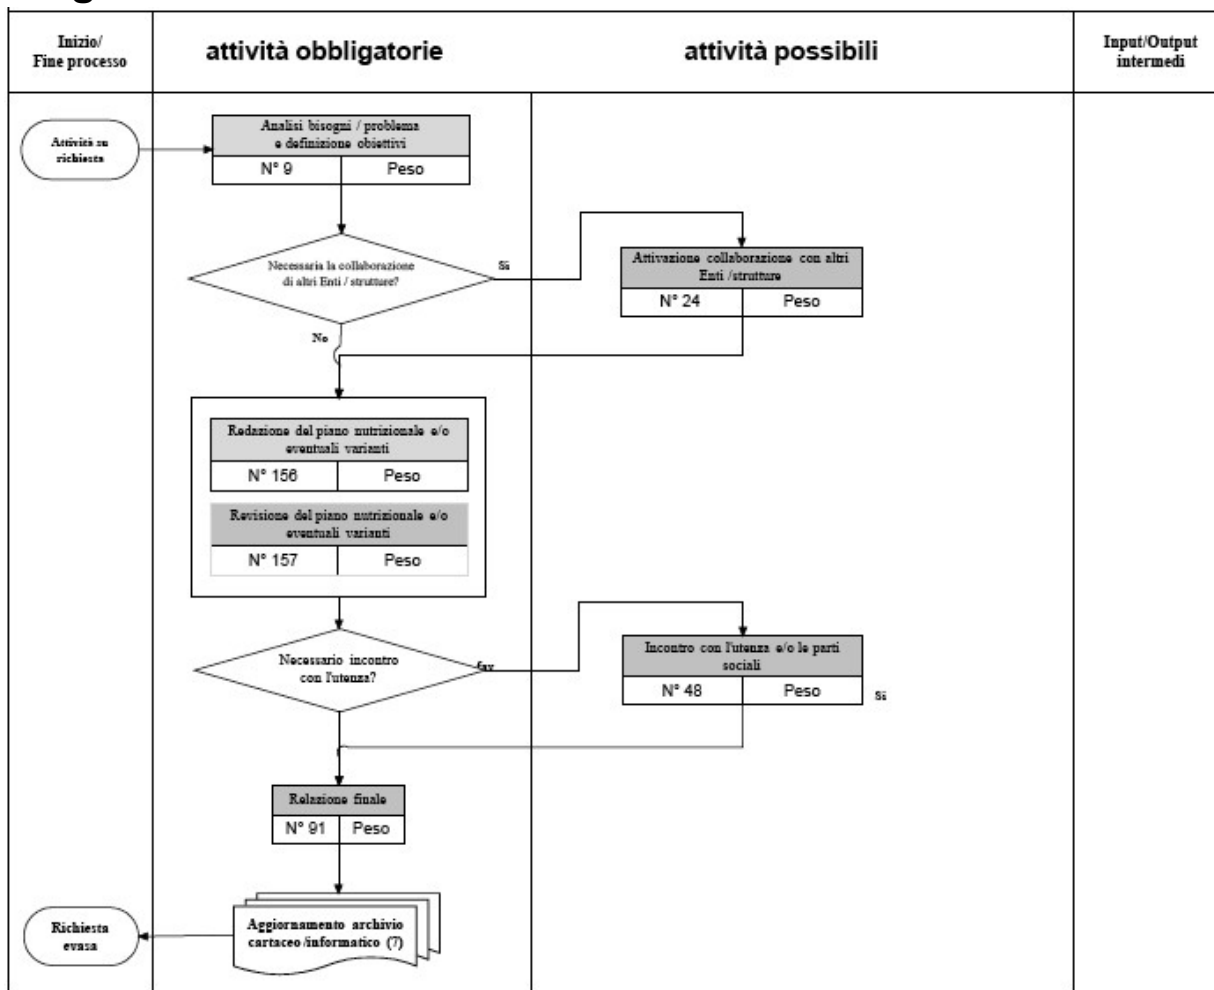 Inizio/
Fine processo
attività obbligatorie
attività possibili
Input/Output
intermedi
Attività su
richiesta
Analisi bisogni / problema
e definizione obiettivi
N° 9
Peso
Necessaria la collaborazione
di altri Enti / strutture?
Si
Attivazione collaborazione con altri
Enti /strutture
N° 24
Peso
No
Redazione del piano nutrizionale e/o
eventuali varianti
N° 156
Peso
Revisione del piano nutrizionale e/o
eventuali varianti
N° 157
Peso
Necessario incontro
con l'utenza?
fav
Incontro con l'utenza e/o le parti
sociali
N° 48
Peso
Si
Relazione finale
N° 91
Peso
Aggiornamento archivio
cartaceo/informatico (7)
Richiesta
evasa